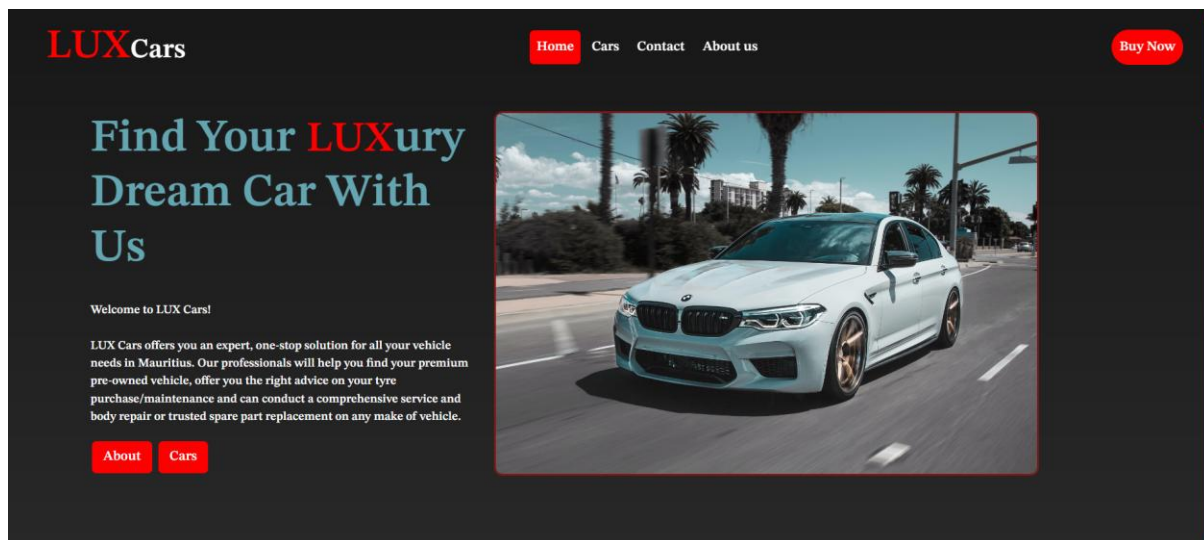 LUXCars
Home Cars Contact About us
Buy Now
Find Your LUXury
Dream Car With
Us
Welcome to LUX Cars!
LUX Cars offers you an expert, one-stop solution for all your vehicle
needs in Mauritius. Our professionals will help you find your premium
pre-owned vehicle, offer you the right advice on your tyre
purchase/maintenance and can conduct a comprehensive service and
body repair or trusted spare part replacement on any make of vehicle.
About Cars